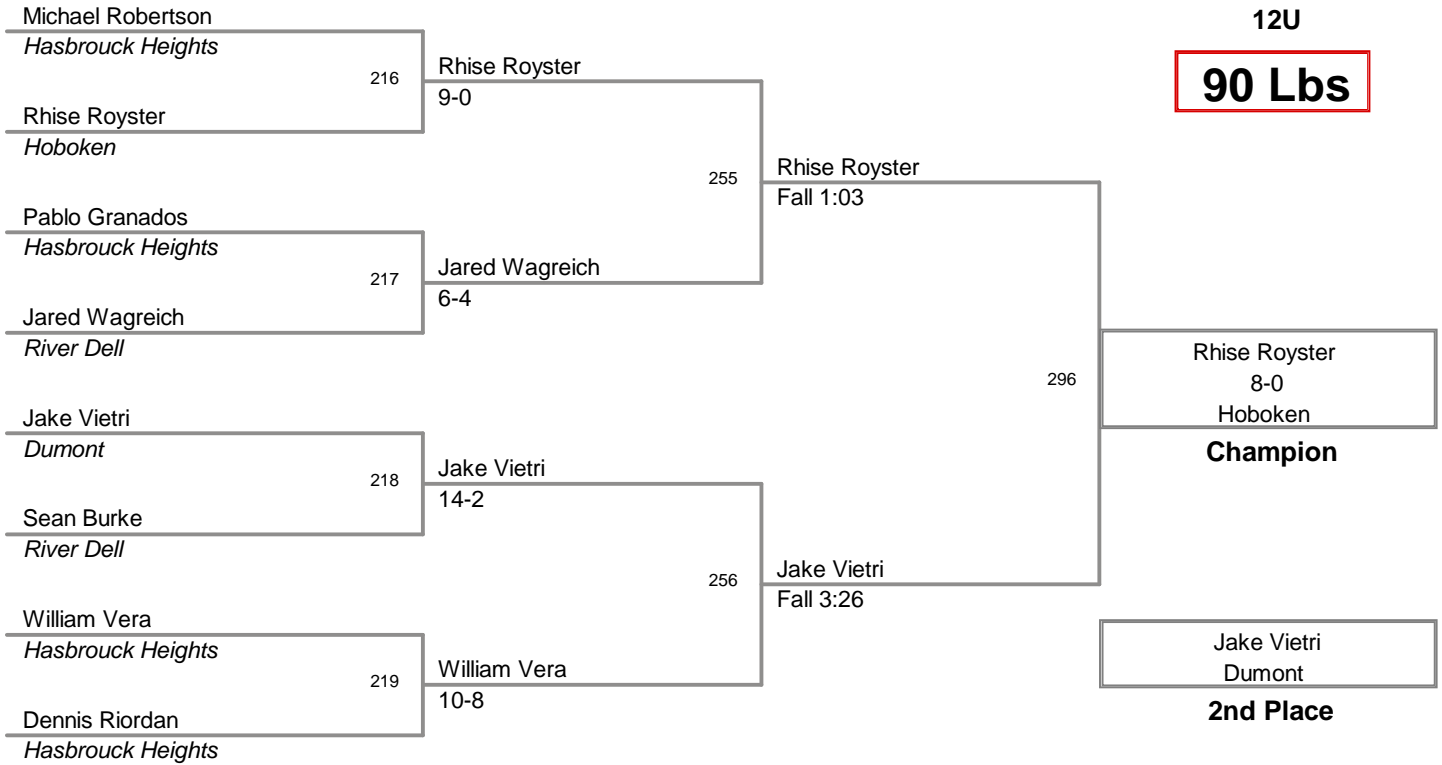 Michael Robertson
Hasbrouck Heights
216
Rhise Royster
9-0
Rhise Royster
Hoboken
255
Rhise Royster
Fall 1:03
Pablo Granados
Hasbrouck Heights
217
Jared Wagreich
6-4
Jared Wagreich
River Dell
296
Jake Vietri
Dumont
218
Jake Vietri
14-2
Sean Burke
River Dell
256
Jake Vietri
Fall 3:26
William Vera
Hasbrouck Heights
219
William Vera
10-8
Dennis Riordan
Hasbrouck Heights
12U
90 Lbs
Rhise Royster
8-0
Hoboken
Champion
Jake Vietri
Dumont
2nd Place